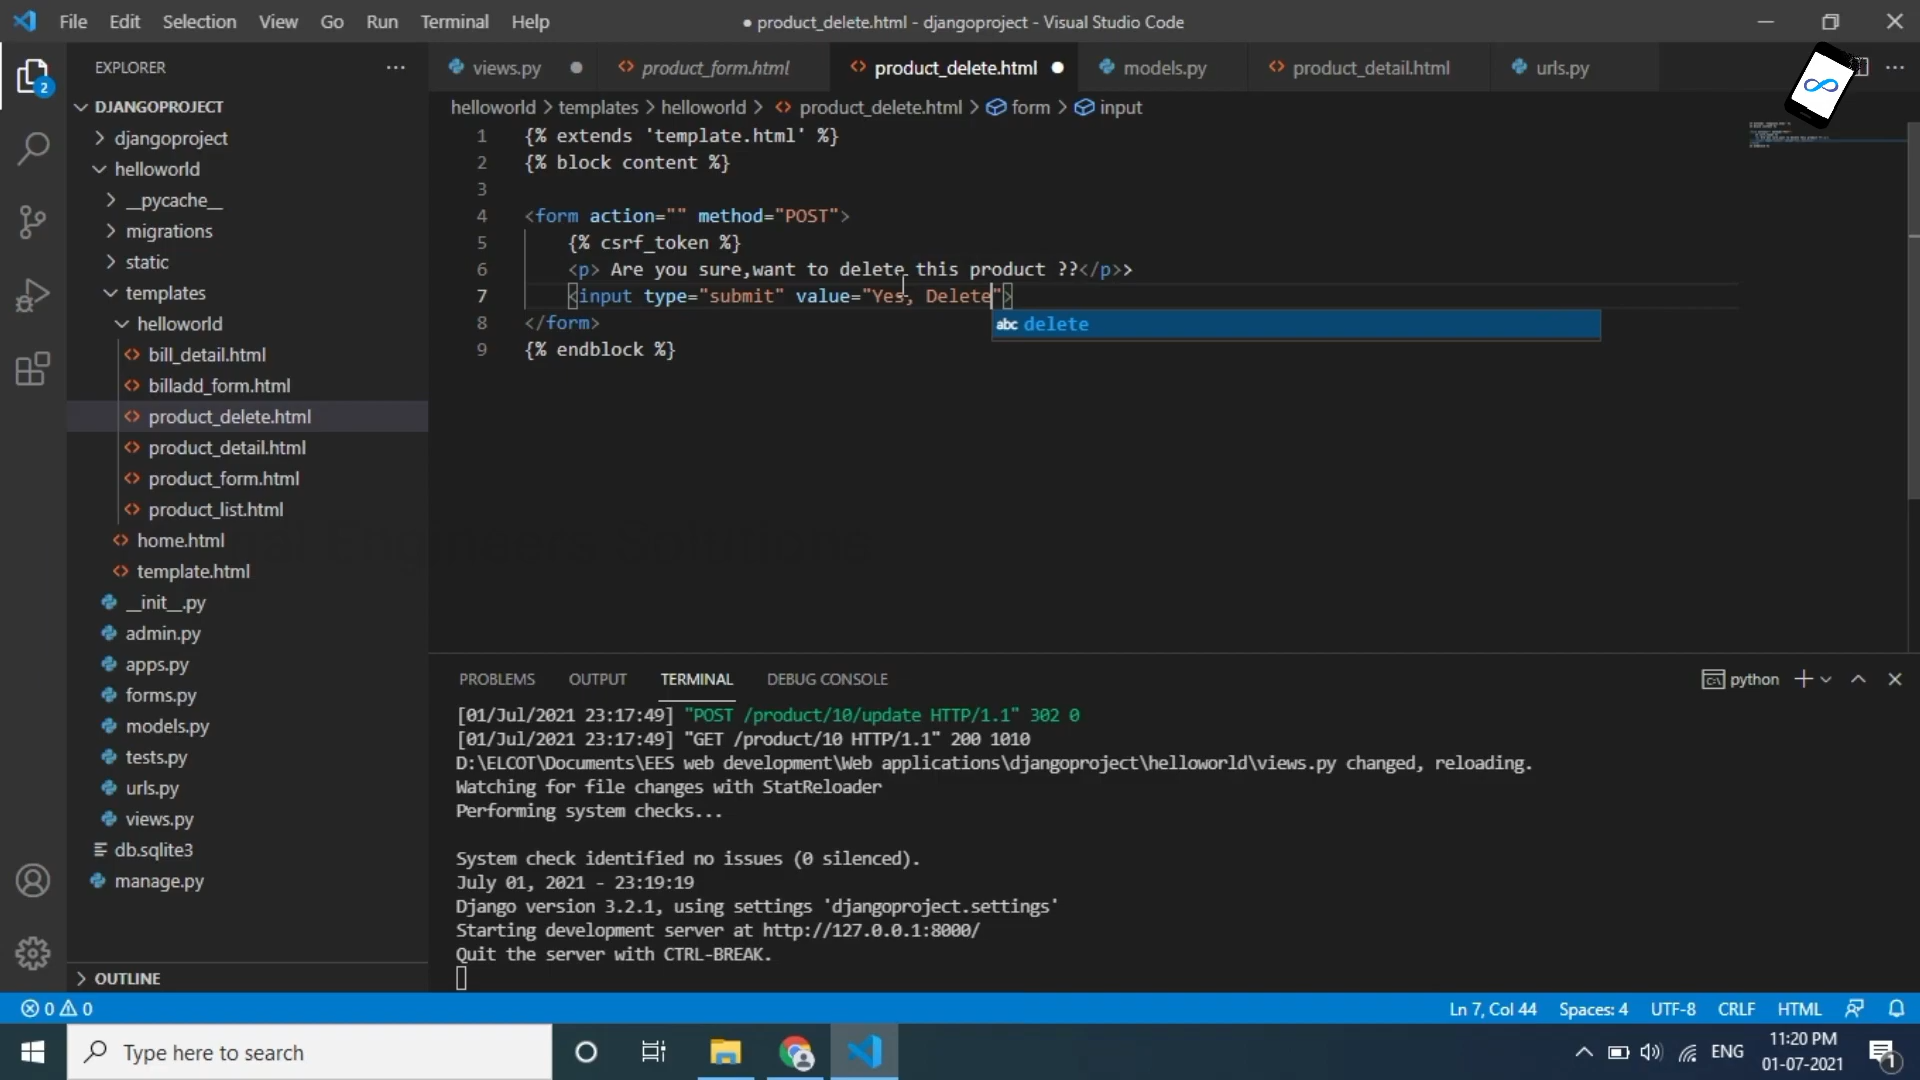 File Edit Selection View Go Run Terminal Help
● product_delete.html - djangoproject - Visual Studio Code
EXPLORER
views.py
product_form.html
product_delete.html
models.py
product_detail.html
urls.py
2
DJANGOPROJECT
djangoproject
helloworld
__pycache__
migrations
static
templates
helloworld
bill_detail.html
billadd_form.html
product_delete.html
product_detail.html
product_form.html
product_list.html
home.html
template.html
__init__.py
admin.py
apps.py
forms.py
models.py
tests.py
urls.py
views.py
db.sqlite3
manage.py
OUTLINE
helloworld > templates > helloworld > product_delete.html > form > input
1 {% extends 'template.html' %}
2 {% block content %}
3
4 <form action="" method="POST">
5 {% csrf_token %}
6 <p> Are you sure,want to delete this product ??</p>>
7 <input type="submit" value="Yes, Delete">
abc delete
8 </form>
9 {% endblock %}
Engineers Solutions
PROBLEMS OUTPUT TERMINAL DEBUG CONSOLE
python
[01/Jul/2021 23:17:49] "POST /product/10/update HTTP/1.1" 302 0
[01/Jul/2021 23:17:49] "GET /product/10 HTTP/1.1" 200 1010
D:\ELCOT\Documents\EES web development\Web applications\djangoproject\helloworld\views.py changed, reloading.
Watching for file changes with StatReloader
Performing system checks...
System check identified no issues (0 silenced).
July 01, 2021 - 23:19:19
Django version 3.2.1, using settings 'djangoproject.settings'
Starting development server at http://127.0.0.1:8000/
Quit the server with CTRL-BREAK.
0 0
Ln 7, Col 44 Spaces: 4 UTF-8 CRLF HTML
Type here to search
ENG
11:20 PM
01-07-2021
1